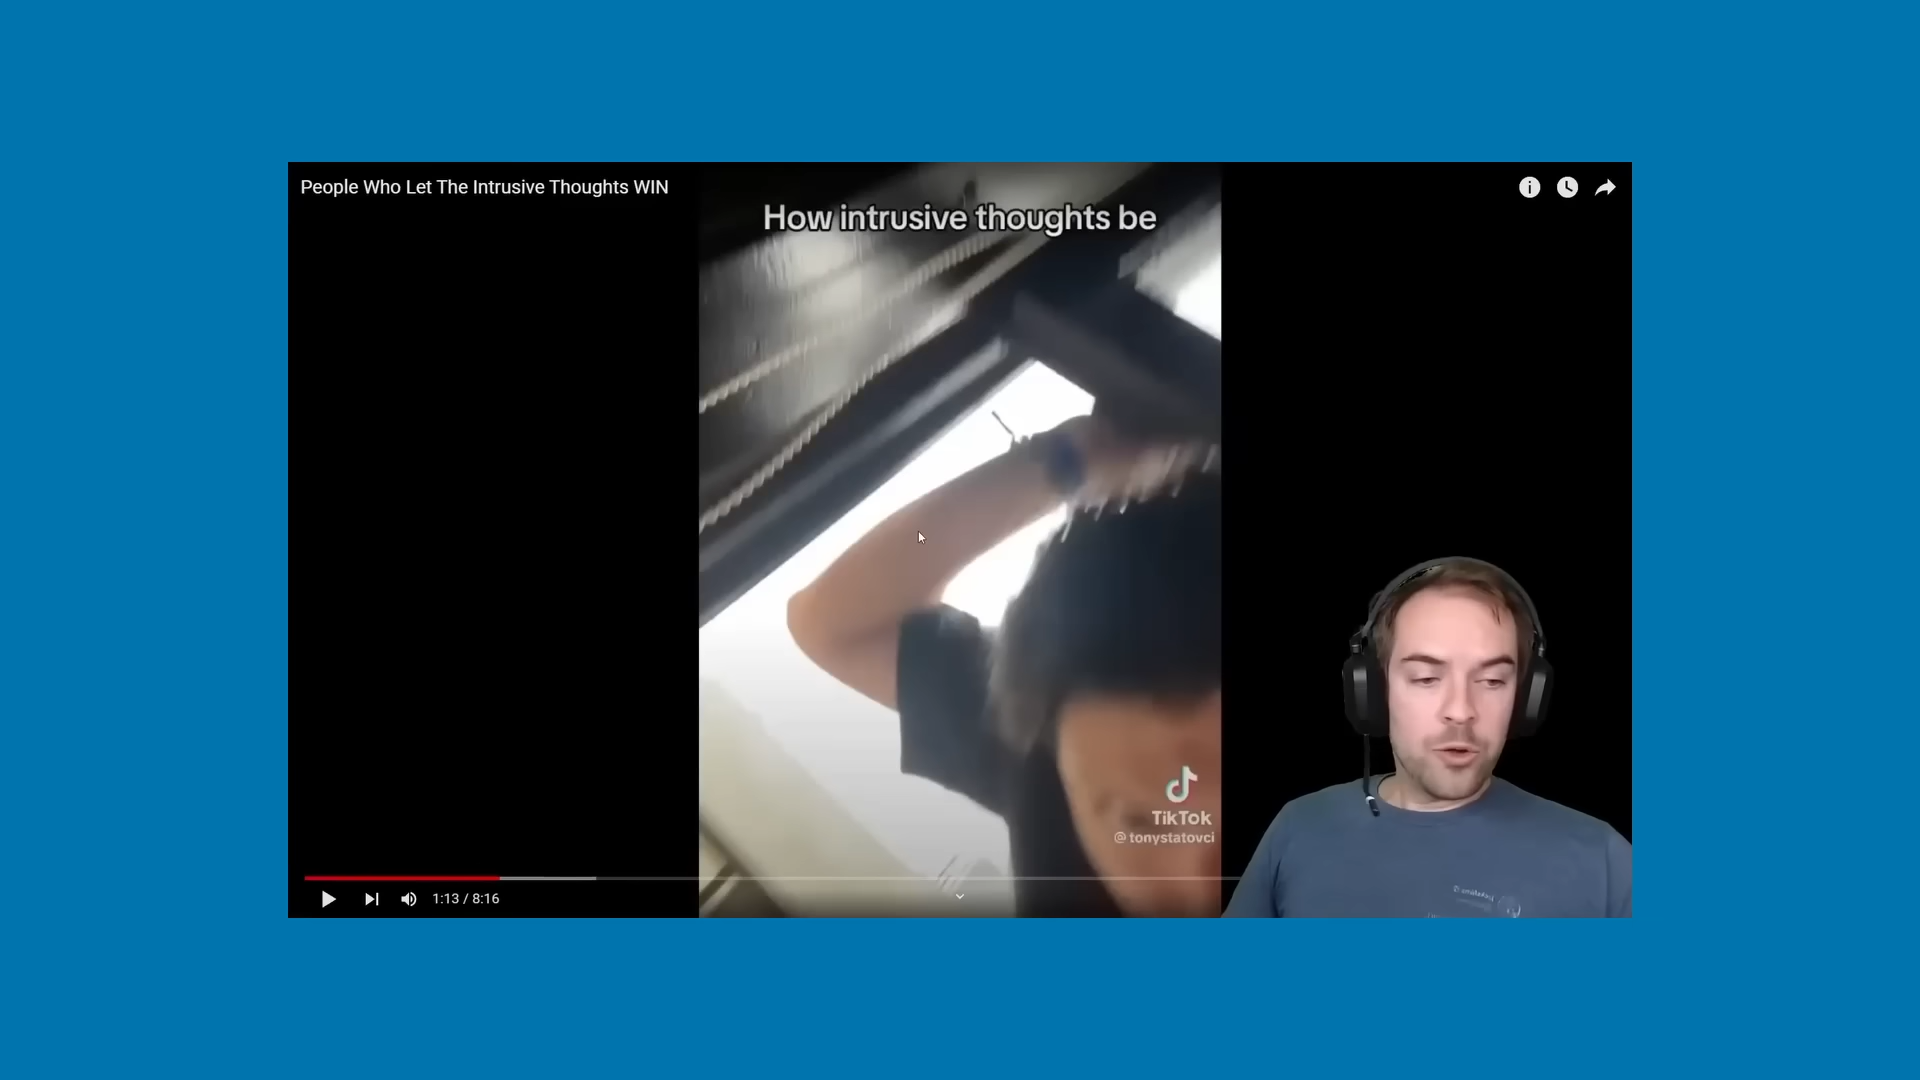 People Who Let The Intrusive Thoughts WIN
How intrusive thoughts be
TikTok
@tonystatovci
1:13 / 8:16